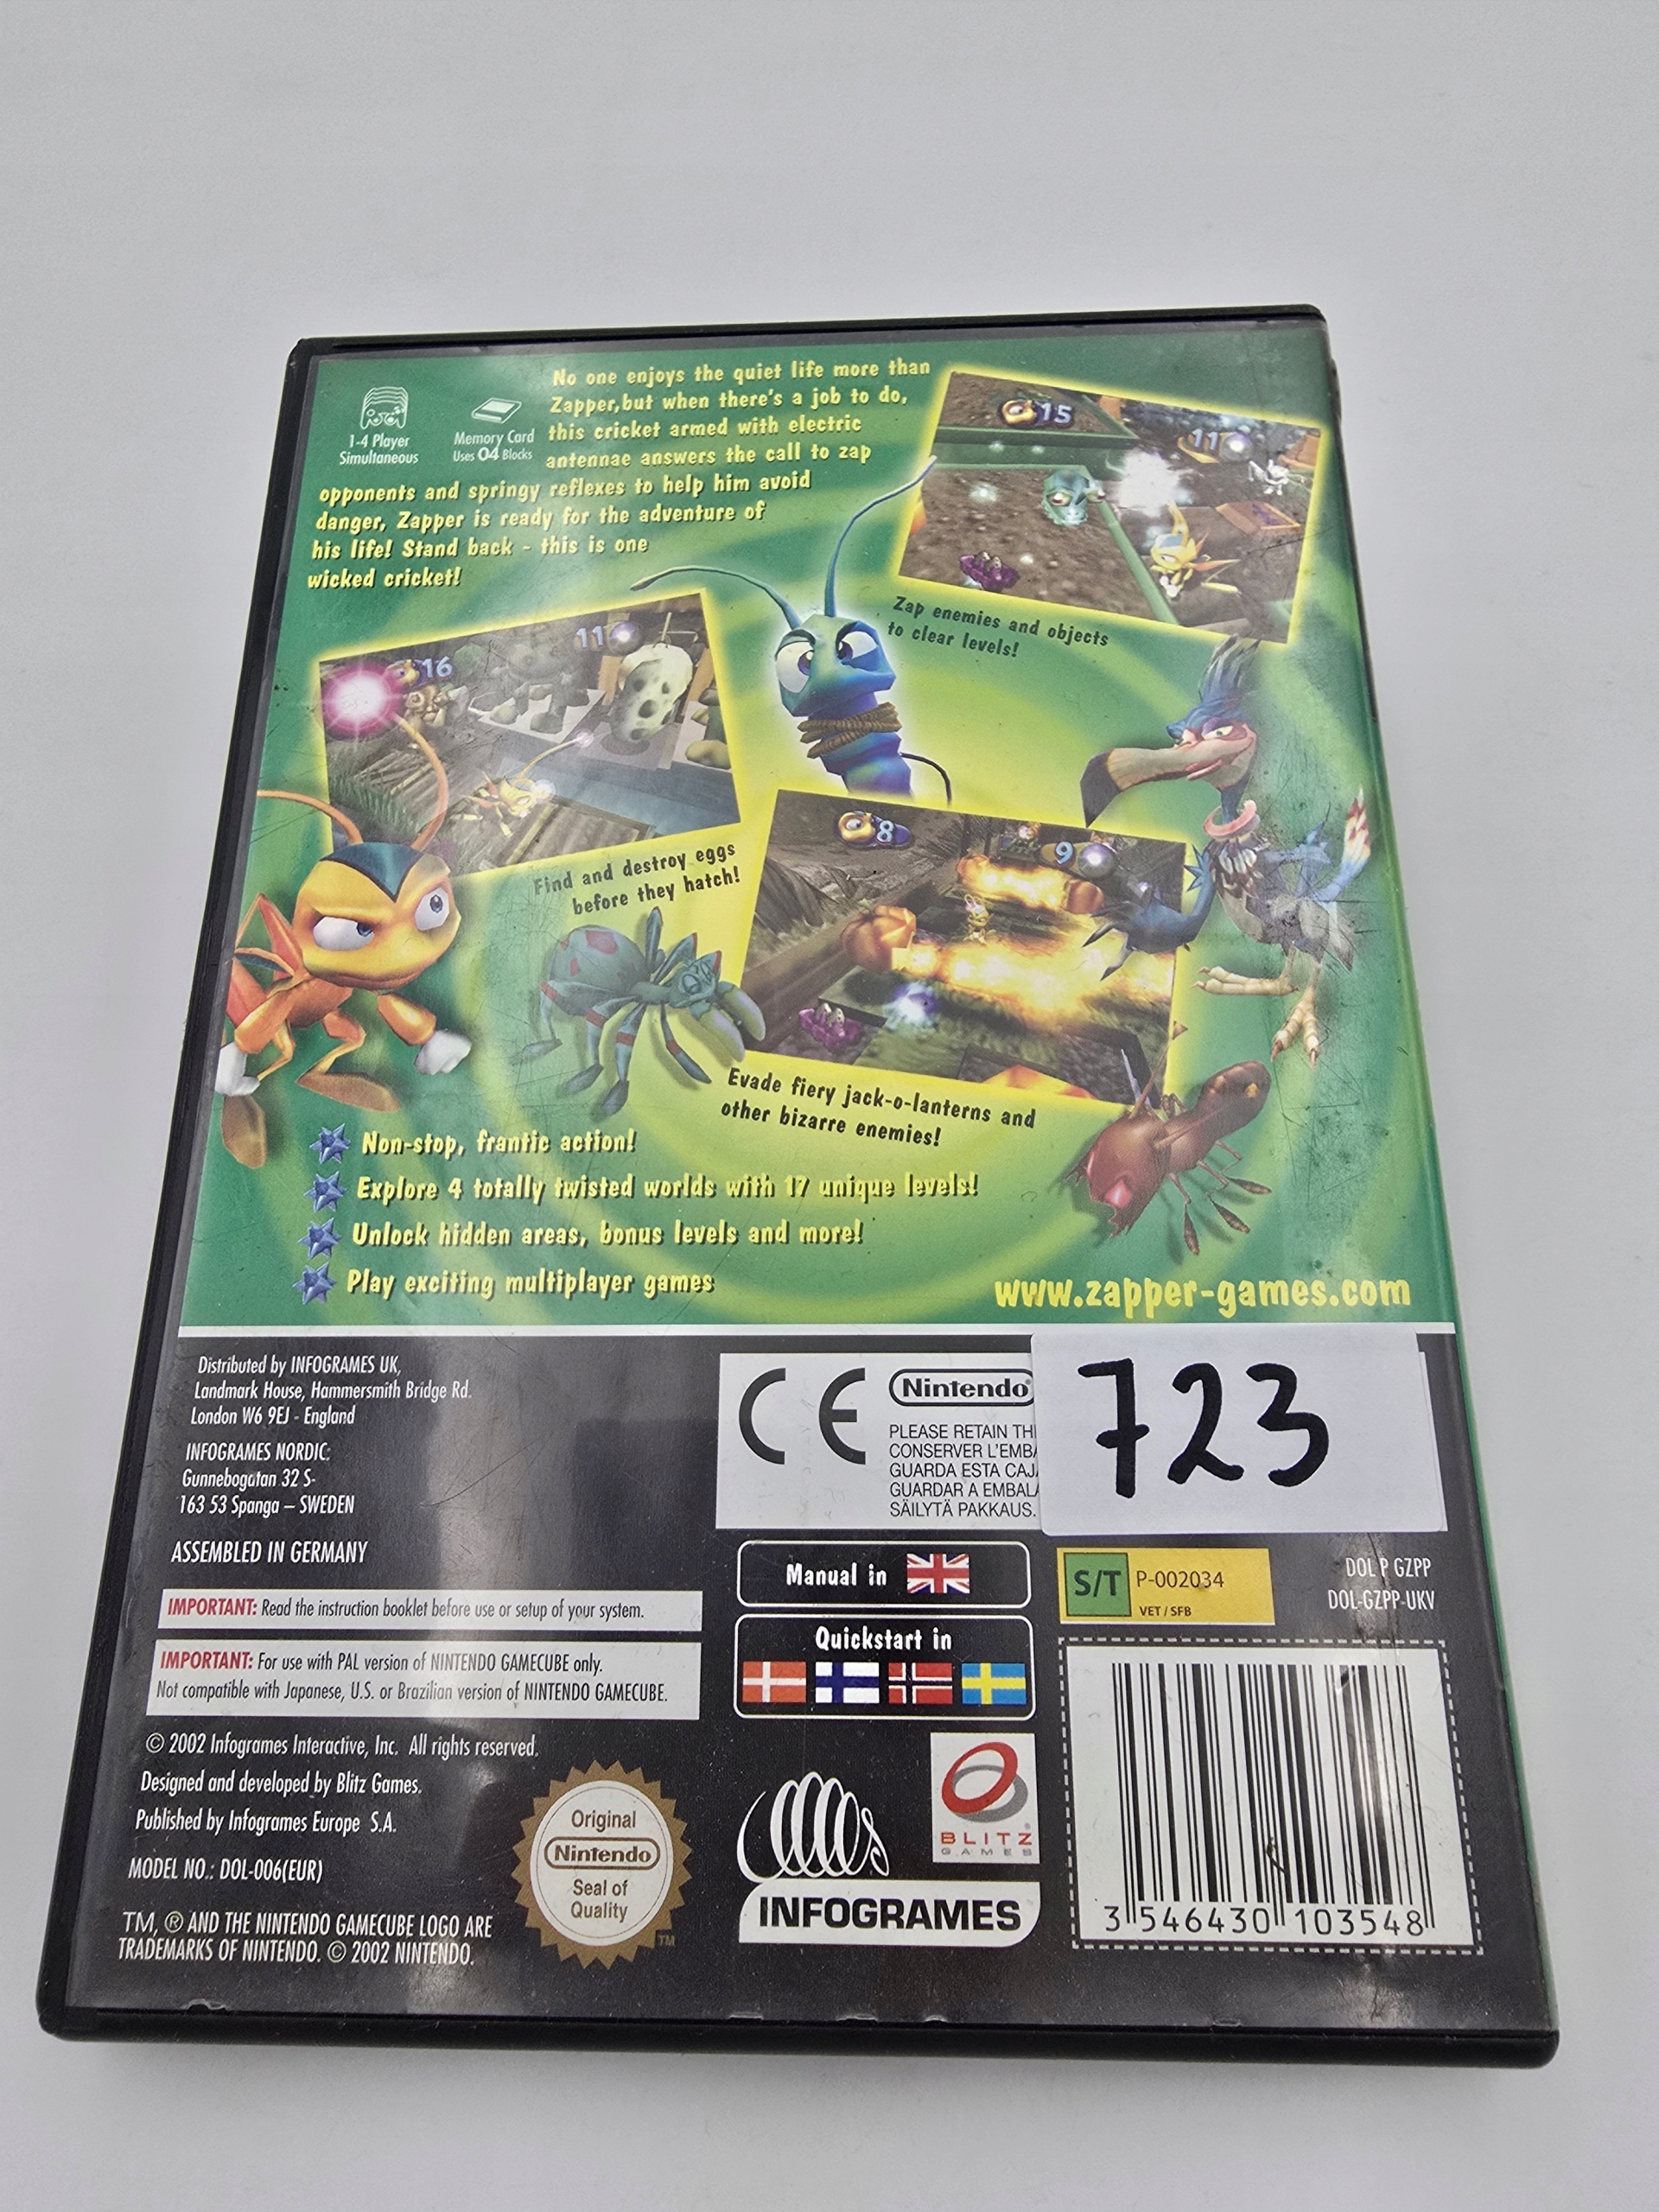 1-4 Player
Simultaneous
Memory Card
Uses 04 Blocks
No one enjoys the quiet life more than
Zapper,but when there's a job to do,
this cricket armed with electric
antennae answers the call to zap
opponents and springy reflexes to help him avoid
danger, Zapper is ready for the adventure of
his life! Stand back - this is one
wicked cricket!
15
11
Zap enemies and objects
to clear levels!
16
11
Find and destroy eggs
before they hatch!
8
9
Evade fiery jack-o-lanterns and
other bizarre enemies!
Non-stop, frantic action!
Explore 4 totally twisted worlds with 17 unique levels!
Unlock hidden areas, bonus levels and more!
Play exciting multiplayer games
www.zapper-games.com
Distributed by INFOGRAMES UK,
Landmark House, Hammersmith Bridge Rd.
London W6 9EJ - England
INFOGRAMES NORDIC:
Gunnebogatan 32 S-
163 53 Spanga – SWEDEN
ASSEMBLED IN GERMANY
IMPORTANT: Read the instruction booklet before use or setup of your system.
IMPORTANT: For use with PAL version of NINTENDO GAMECUBE only.
Not compatible with Japanese, U.S. or Brazilian version of NINTENDO GAMECUBE.
© 2002 Infogrames Interactive, Inc. All rights reserved.
Designed and developed by Blitz Games.
Published by Infogrames Europe S.A.
MODEL NO.: DOL-006(EUR)
TM, ® AND THE NINTENDO GAMECUBE LOGO ARE
TRADEMARKS OF NINTENDO. © 2002 NINTENDO.
Original
Nintendo
Seal of
Quality
TM
CE
Nintendo®
PLEASE RETAIN
CONSERVER
GUARDA ESTA
GUARDAR A
SÄILYTÄ PAKKAUS.
723
Manual in
Quickstart in
S/T P-002034
VET / SFB
DOL P GZPP
DOL-GZPP-UKV
BLITZ
GAMES
INFOGRAMES
3 546430 103548